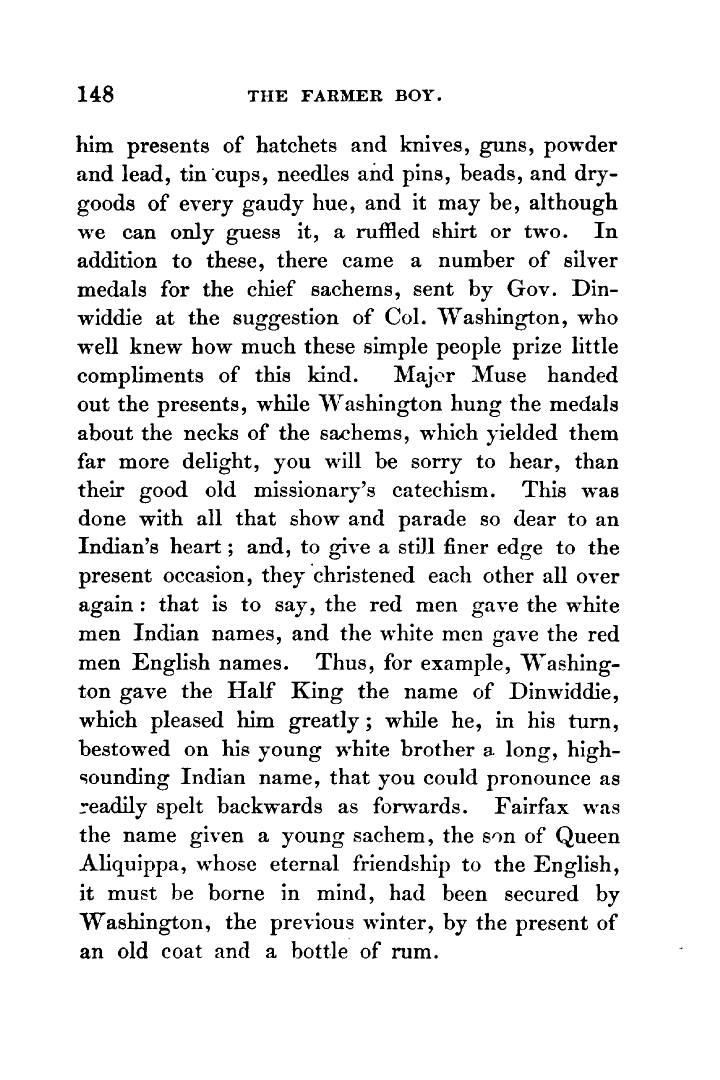 148 THE FARMER BOY.
him presents of hatchets and knives, guns, powder
and lead, tin cups, needles and pins, beads, and dry-
goods of every gaudy hue, and it may be, although
we can only guess it, a ruffled shirt or two. In
addition to these, there came a number of silver
medals for the chief sachems, sent by Gov. Din-
widdie at the suggestion of Col. Washington, who
well knew how much these simple people prize little
compliments of this kind. Major Muse handed
out the presents, while Washington hung the medals
about the necks of the sachems, which yielded them
far more delight, you will be sorry to hear, than
their good old missionary's catechism. This was
done with all that show and parade so dear to an
Indian's heart; and, to give a still finer edge to the
present occasion, they christened each other all over
again: that is to say, the red men gave the white
men Indian names, and the white men gave the red
men English names. Thus, for example, Washing-
ton gave the Half King the name of Dinwiddie,
which pleased him greatly; while he, in his turn,
bestowed on his young white brother a long, high-
sounding Indian name, that you could pronounce as
readily spelt backwards as forwards. Fairfax was
the name given a young sachem, the son of Queen
Aliquippa, whose eternal friendship to the English,
it must be borne in mind, had been secured by
Washington, the previous winter, by the present of
an old coat and a bottle of rum.